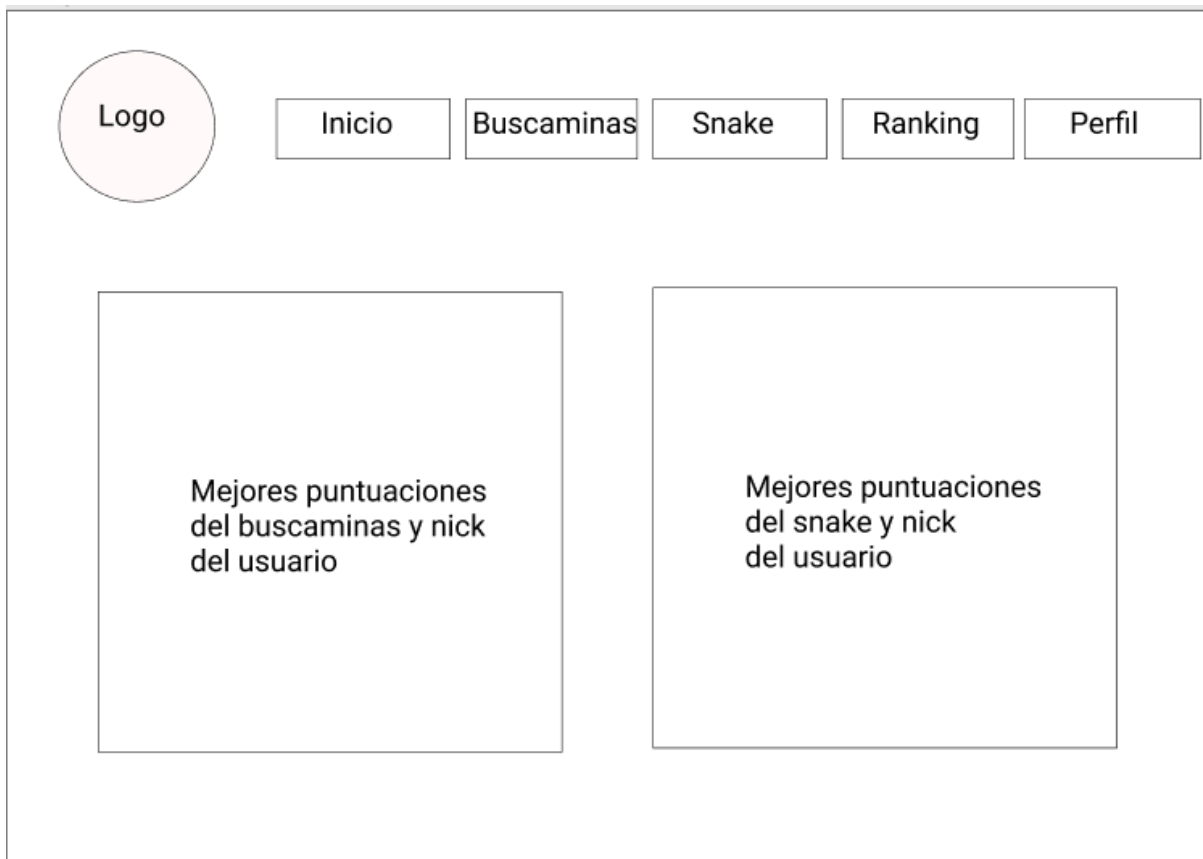 Logo
Inicio
Buscaminas
Snake
Ranking
Perfil
Mejores puntuaciones
del buscaminas y nick
del usuario
Mejores puntuaciones
del snake y nick
del usuario